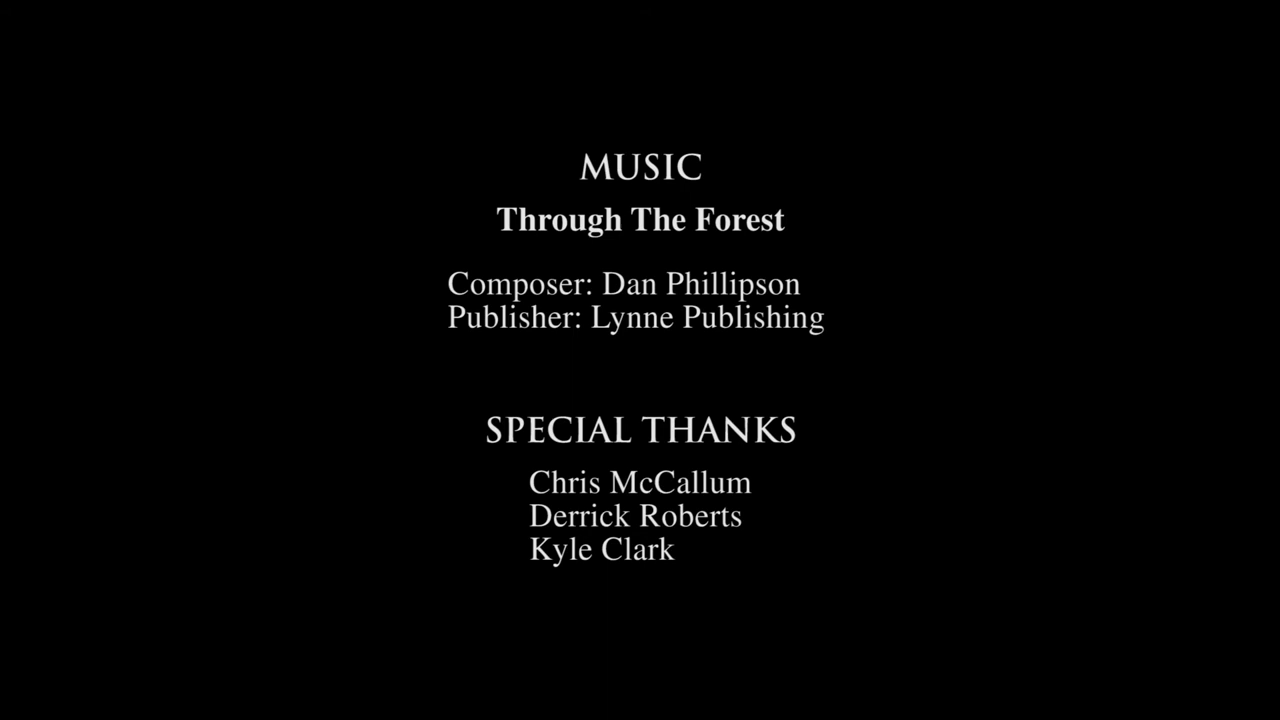 MUSIC
Through The Forest
Composer: Dan Phillipson
Publisher: Lynne Publishing
SPECIAL THANKS
Chris McCallum
Derrick Roberts
Kyle Clark